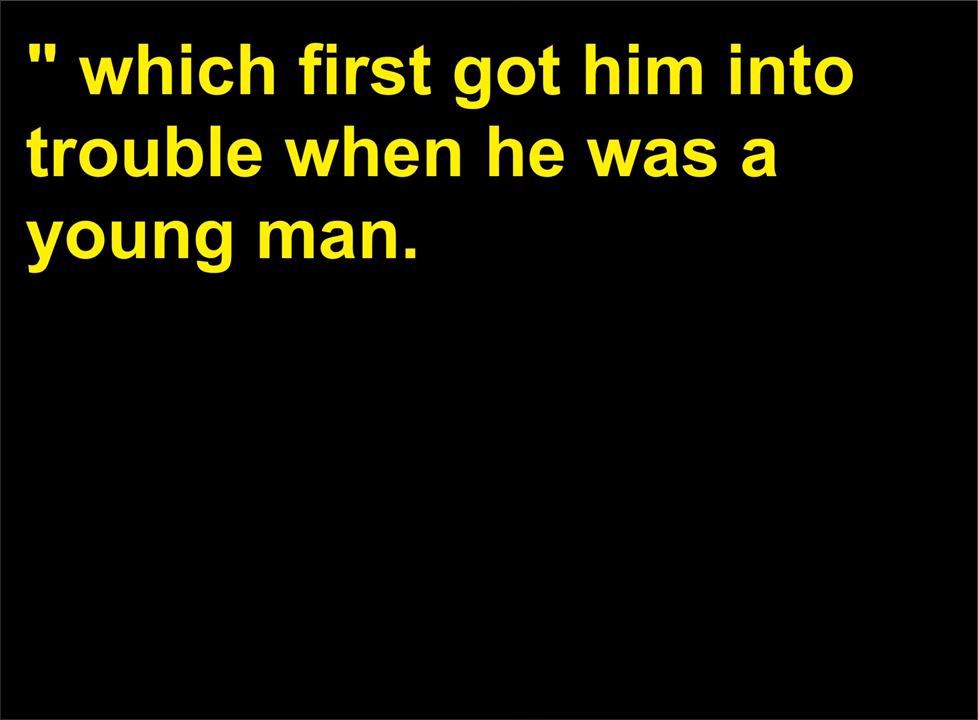 " which first got him into
trouble when he was a
young man.